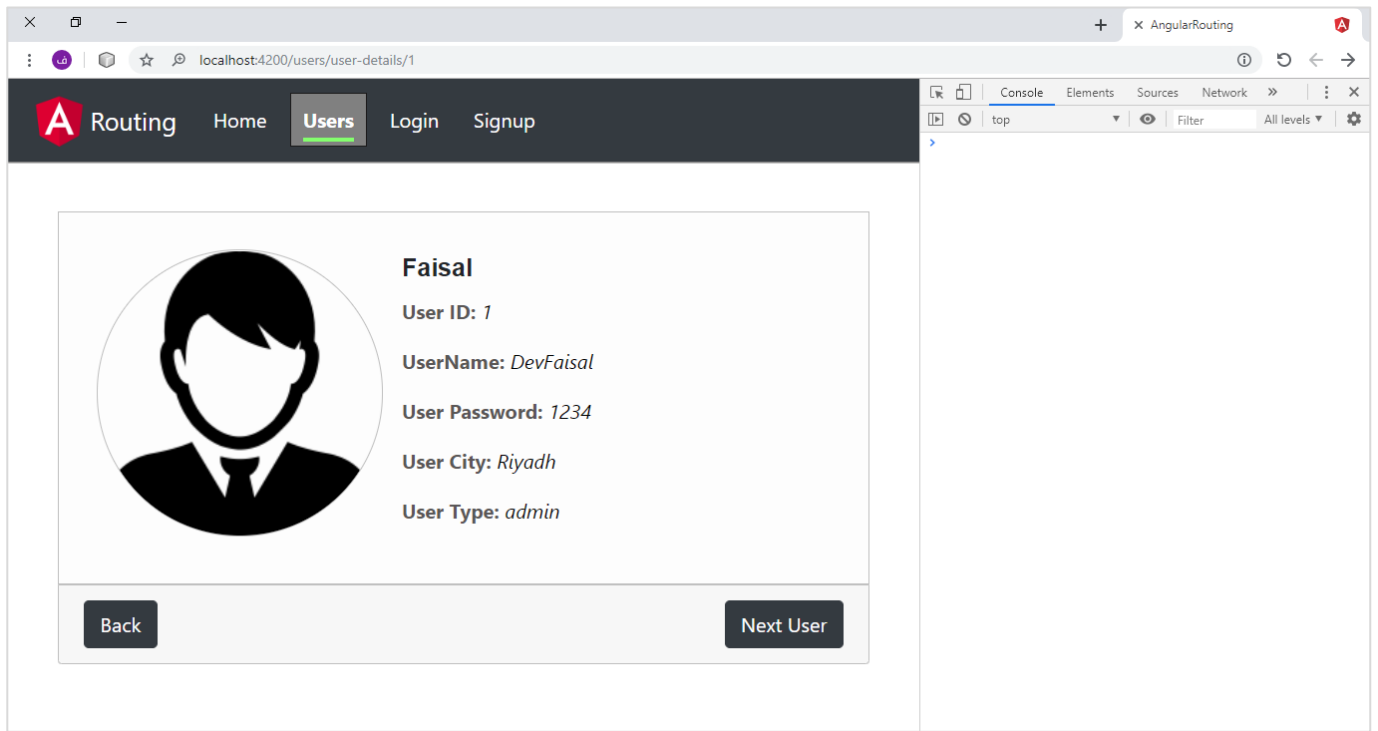 AngularRouting
ف
localhost:4200/users/user-details/1
A Routing Home Users Login Signup
Console Elements Sources Network »
top Filter All levels
Faisal
User ID: 1
UserName: DevFaisal
User Password: 1234
User City: Riyadh
User Type: admin
Back Next User